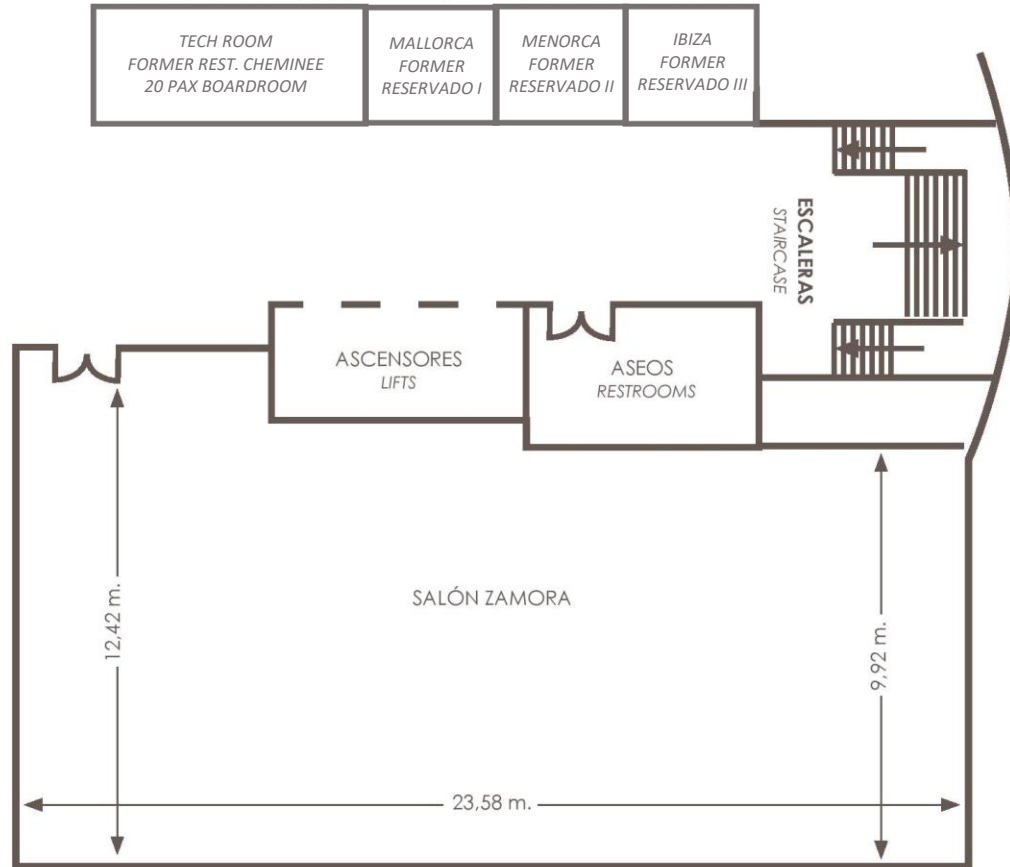 TECH ROOM
FORMER REST. CHEMINEE
20 PAX BOARDROOM
MALLORCA
FORMER
RESERVADO I
MENORCA
FORMER
RESERVADO II
IBIZA
FORMER
RESERVADO III
ESCALERAS
STAIRCASE
ASCENSORES
LIFTS
ASEOS
RESTROOMS
SALÓN ZAMORA
12,42 m.
9,92 m.
23,58 m.